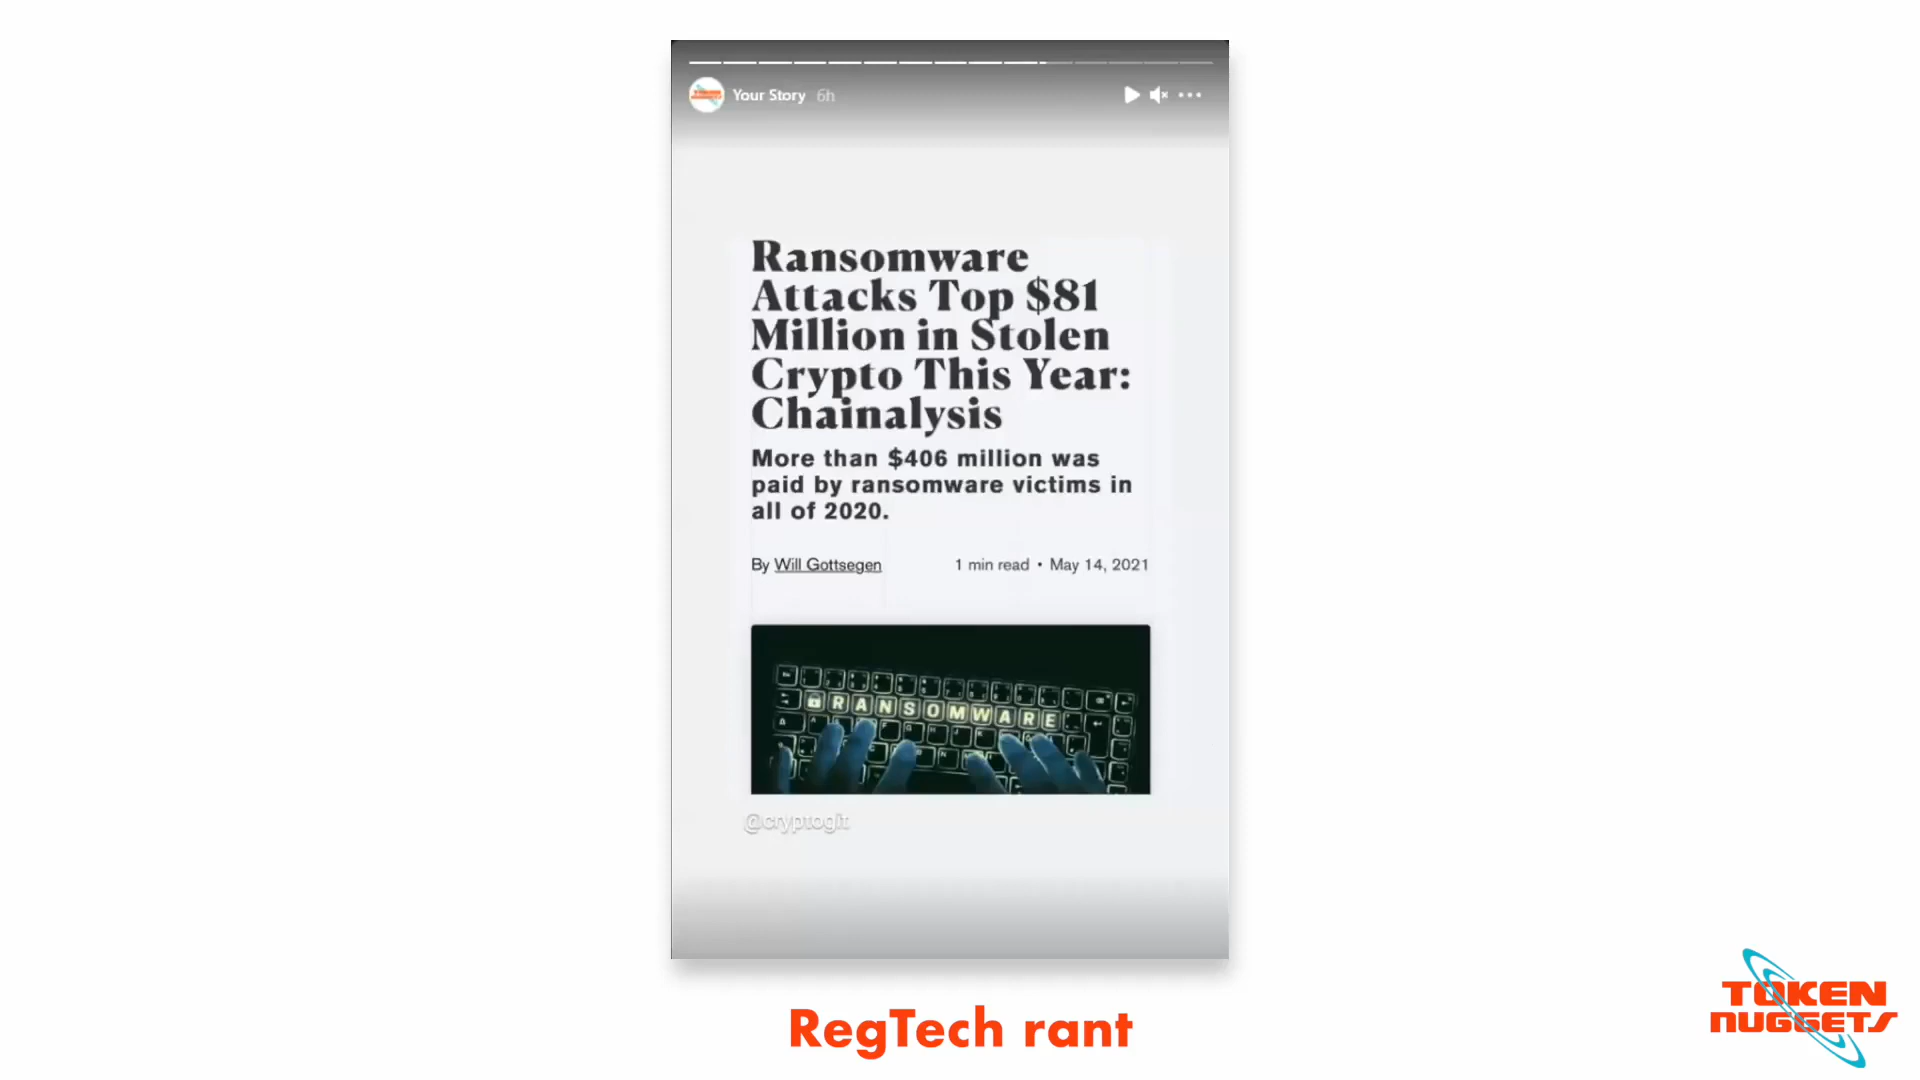 Your Story 6h
Ransomware
Attacks Top $81
Million in Stolen
Crypto This Year:
Chainalysis
More than $406 million was
paid by ransomware victims in
all of 2020.
By Will Gottsegen 1 min read • May 14, 2021
RANSOMWARE
@cryptogit
RegTech rant
TOKEN
NUGGETS